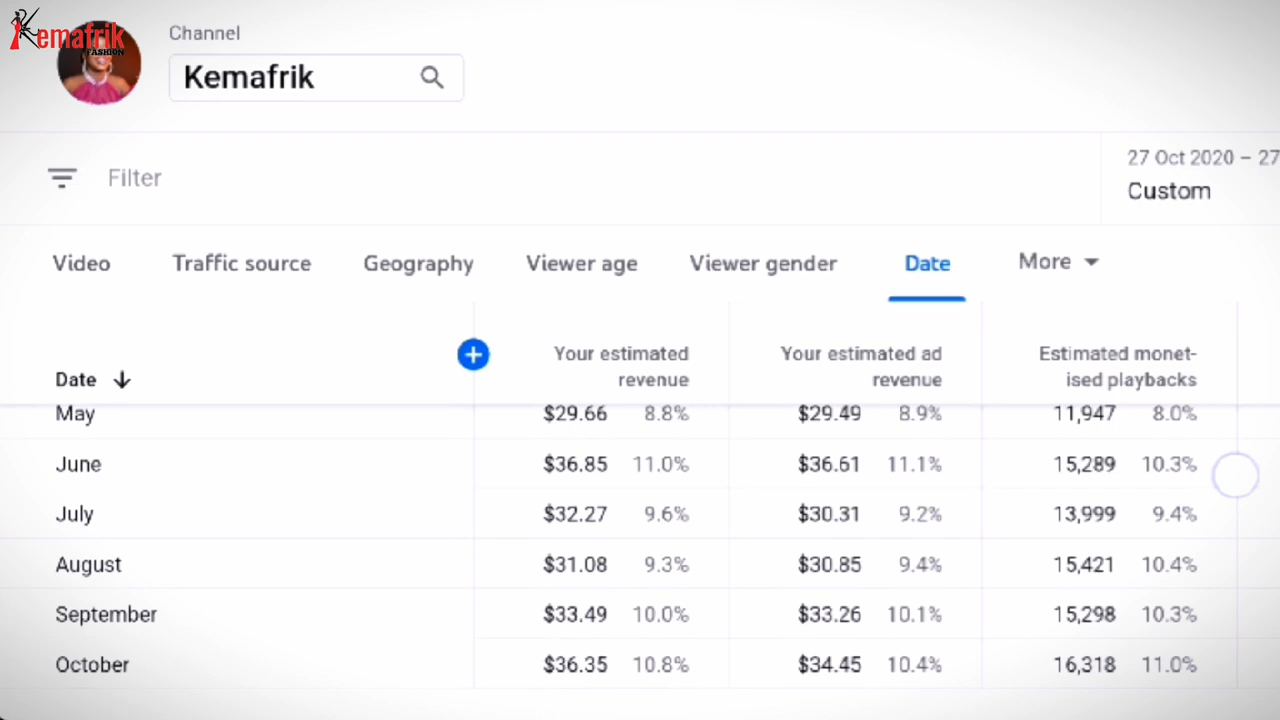 Kemafrik
FASHION
Channel
Kemafrik
Filter
27 Oct 2020 – 27
Custom
Video Traffic source Geography Viewer age Viewer gender Date More
Date
Your estimated
revenue
Your estimated ad
revenue
Estimated monet-
ised playbacks
May $29.66 8.8% $29.49 8.9% 11,947 8.0%
June $36.85 11.0% $36.61 11.1% 15,289 10.3%
July $32.27 9.6% $30.31 9.2% 13,999 9.4%
August $31.08 9.3% $30.85 9.4% 15,421 10.4%
September $33.49 10.0% $33.26 10.1% 15,298 10.3%
October $36.35 10.8% $34.45 10.4% 16,318 11.0%